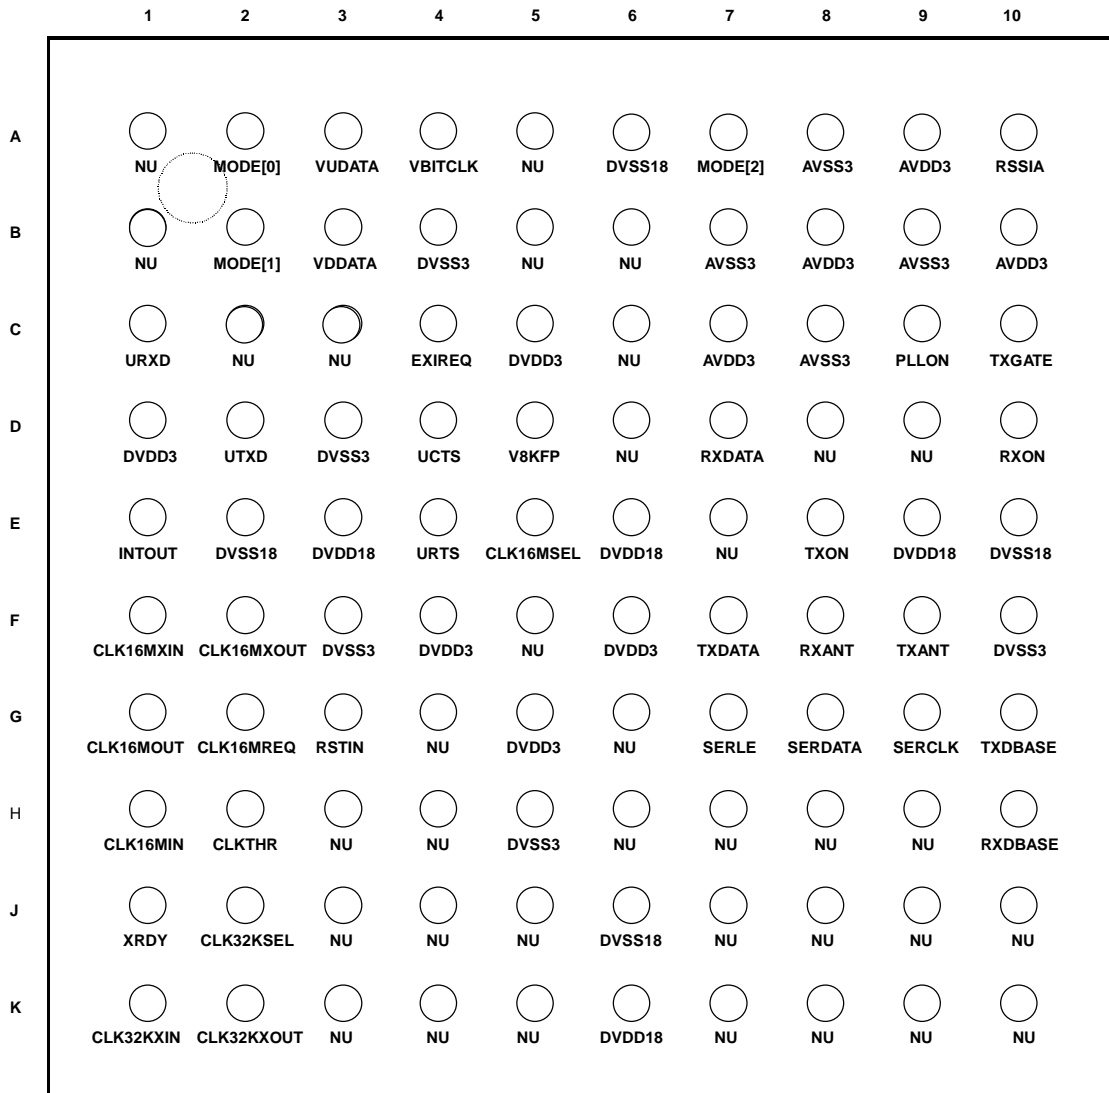 1 2 3 4 5 6 7 8 9 10
A
NU MODE[0] VUDATA VBITCLK NU DVSS18 MODE[2] AVSS3 AVDD3 RSSIA
B
NU MODE[1] VDDATA DVSS3 NU NU AVSS3 AVDD3 AVSS3 AVDD3
C
URXD NU NU EXIREQ DVDD3 NU AVDD3 AVSS3 PLLON TXGATE
D
DVDD3 UTXD DVSS3 UCTS V8KFP NU RXDATA NU NU RXON
E
INTOUT DVSS18 DVDD18 URTS CLK16MSEL DVDD18 NU TXON DVDD18 DVSS18
F
CLK16MXIN CLK16MXOUT DVSS3 DVDD3 NU DVDD3 TXDATA RXANT TXANT DVSS3
G
CLK16MOUT CLK16MREQ RSTIN NU DVDD3 NU SERLE SERDATA SERCLK TXDBASE
H
CLK16MIN CLKTHR NU NU DVSS3 NU NU NU NU RXDBASE
J
XRDY CLK32KSEL NU NU NU DVSS18 NU NU NU NU
K
CLK32KXIN CLK32KXOUT NU NU NU DVDD18 NU NU NU NU